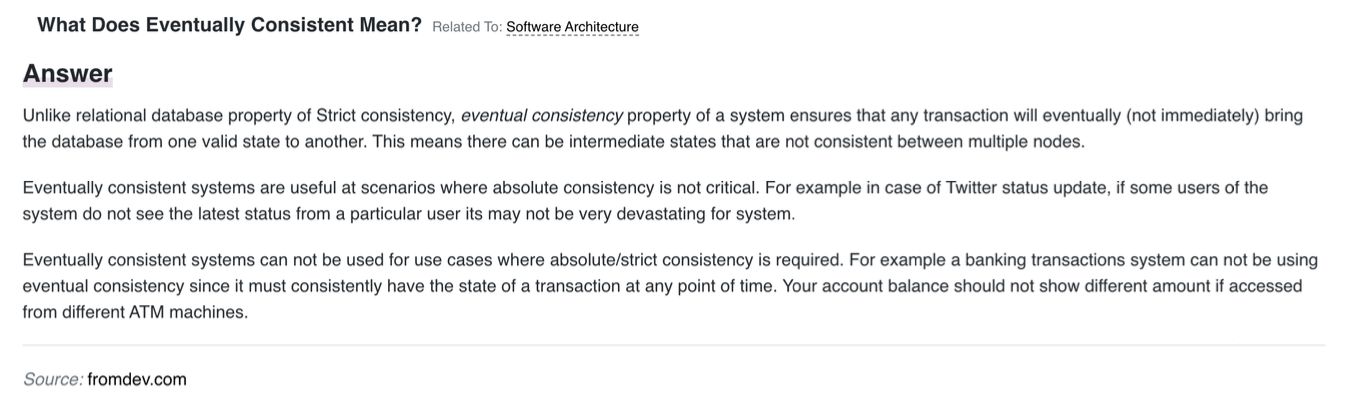 What Does Eventually Consistent Mean? Related To: Software Architecture
Answer
Unlike relational database property of Strict consistency, eventual consistency property of a system ensures that any transaction will eventually (not immediately) bring
the database from one valid state to another. This means there can be intermediate states that are not consistent between multiple nodes.
Eventually consistent systems are useful at scenarios where absolute consistency is not critical. For example in case of Twitter status update, if some users of the
system do not see the latest status from a particular user its may not be very devastating for system.
Eventually consistent systems can not be used for use cases where absolute/strict consistency is required. For example a banking transactions system can not be using
eventual consistency since it must consistently have the state of a transaction at any point of time. Your account balance should not show different amount if accessed
from different ATM machines.
Source: fromdev.com